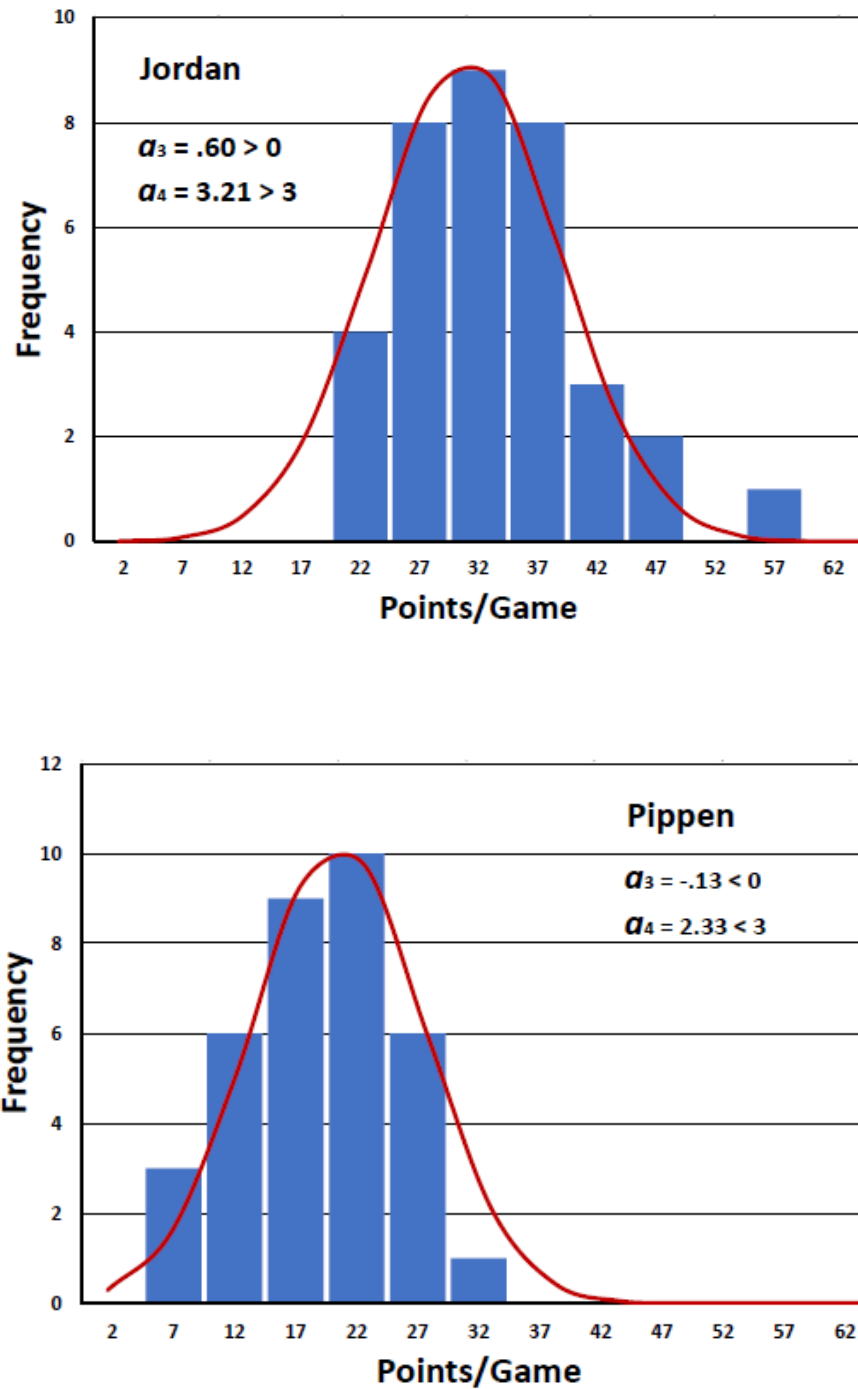 10
Jordan
a3 = .60 > 0
8
a4 = 3.21 > 3
6
Frequency
4
2
0
2 7 12 17 22 27 32 37 42 47 52 57 62
Points/Game
12
Pippen
10
a3 = -.13 < 0
a4 = 2.33 < 3
8
6
Frequency
4
2
0
2 7 12 17 22 27 32 37 42 47 52 57 62
Points/Game